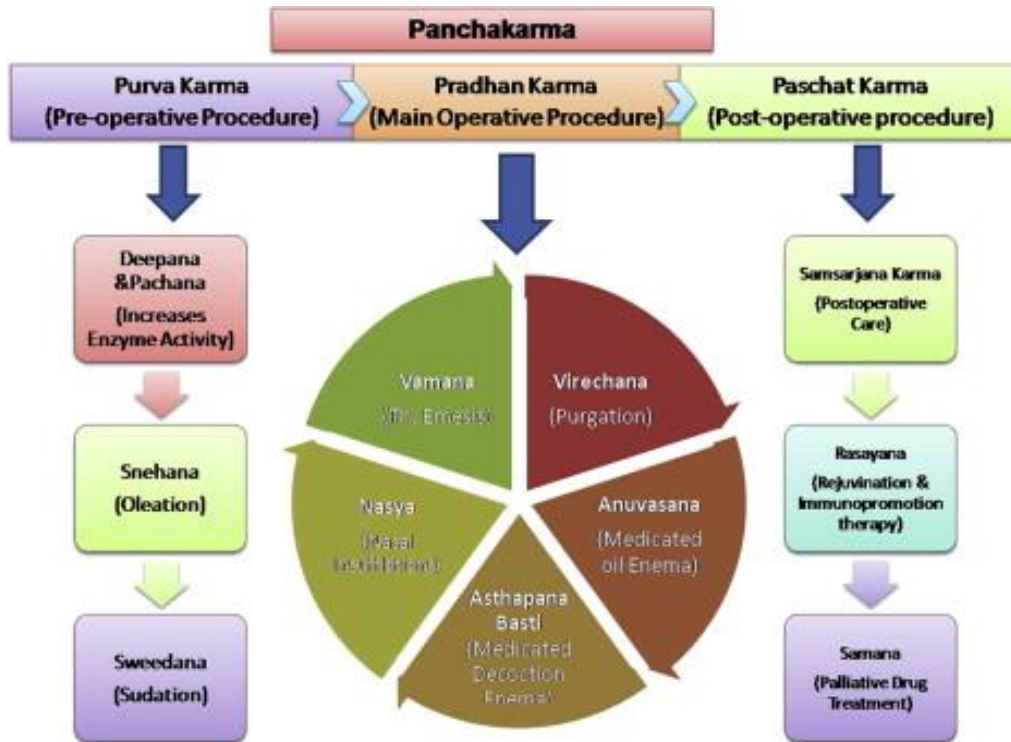 Panchakarma
Purva Karma
(Pre-operative Procedure)
Pradhan Karma
(Main Operative Procedure)
Paschat Karma
(Post-operative procedure)
Deepana
&Pachana
(Increases
Enzyme Activity)
Snehana
(Oleation)
Sweedana
(Sudation)
Vamana
Emesis)
Virechana
(Purgation)
Anuvasana
(Medicated
oil Enema)
Asthapana
Basti
(Medicated
Decoction
Enema)
Nasya
(Nasal
Samsarjana Karma
(Postoperative
Care)
Rasayana
(Rejuvination &
Immunopromotion
therapy)
Samana
(Palliative Drug
Treatment)